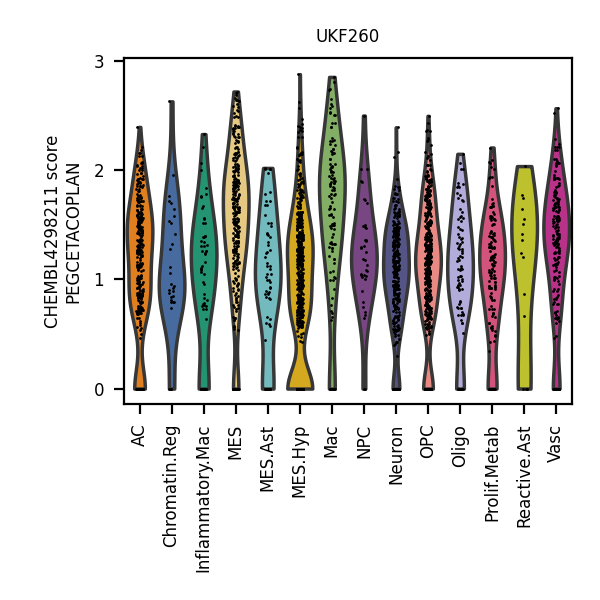 UKF260
CHEMBL4298211 score
PEGCETACOPLAN
3
2
1
0
AC
Chromatin.Reg
Inflammatory.Mac
MES
MES.Ast
MES.Hyp
Mac
NPC
Neuron
OPC
Oligo
Prolif.Metab
Reactive.Ast
Vasc